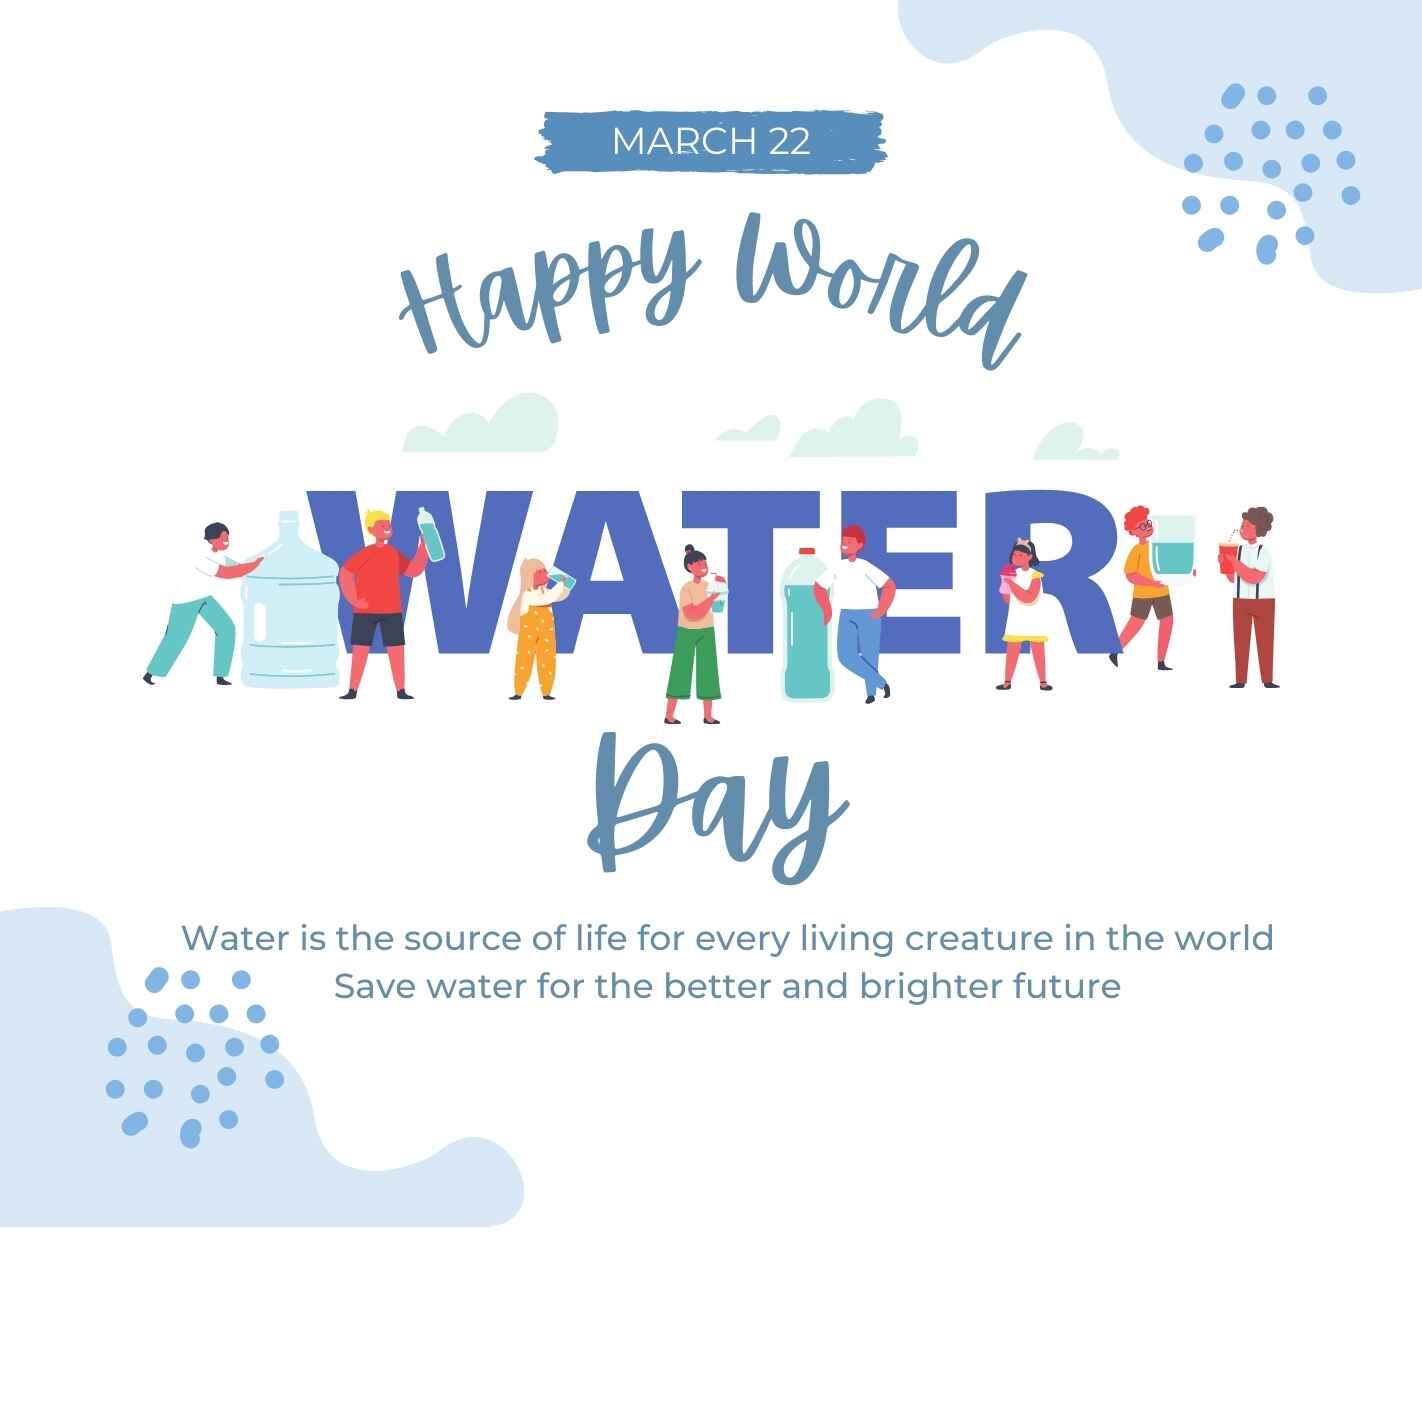 MARCH 22
Happy World
WATER
Day
Water is the source of life for every living creature in the world
Save water for the better and brighter future